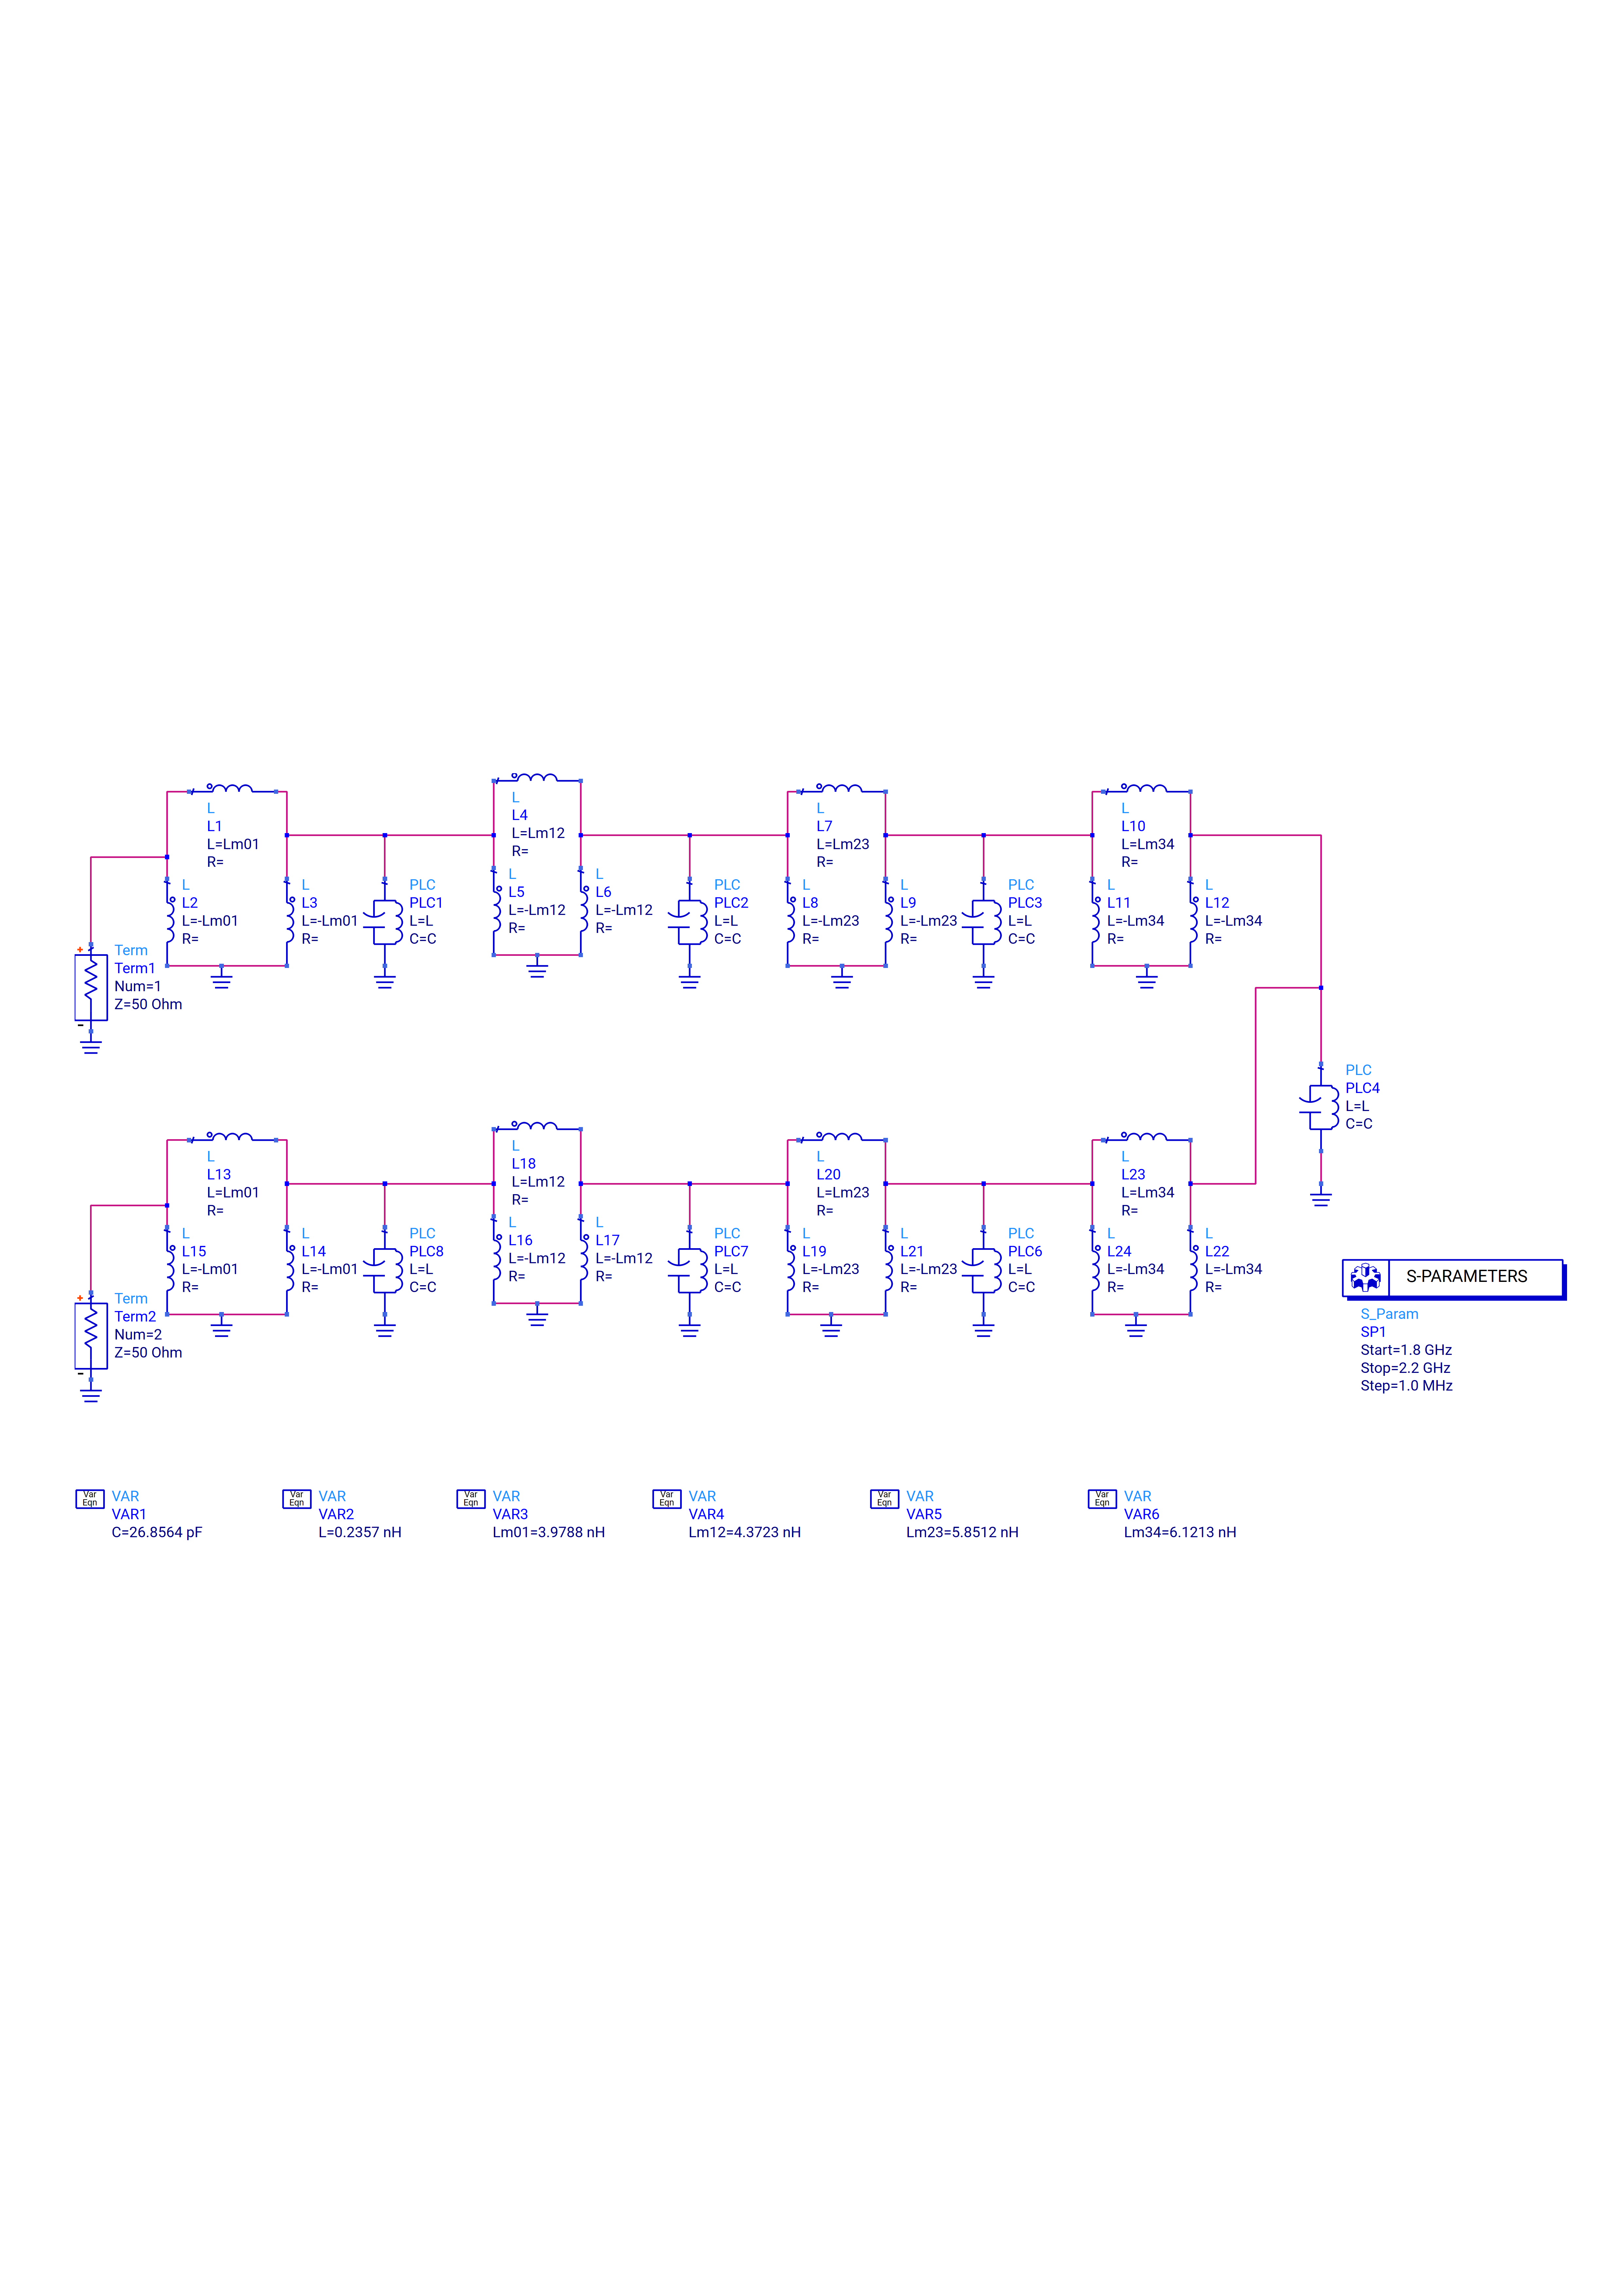 L
L1
L=Lm01
R=
L
L4
L=Lm12
R=
L
L7
L=Lm23
R=
L
L10
L=Lm34
R=
L
L2
L=-Lm01
R=
L
L3
L=-Lm01
R=
PLC
PLC1
L=L
C=C
L
L5
L=-Lm12
R=
L
L6
L=-Lm12
R=
PLC
PLC2
L=L
C=C
L
L8
L=-Lm23
R=
L
L9
L=-Lm23
R=
PLC
PLC3
L=L
C=C
L
L11
L=-Lm34
R=
L
L12
L=-Lm34
R=
+
-
Term
Term1
Num=1
Z=50 Ohm
PLC
PLC4
L=L
C=C
L
L13
L=Lm01
R=
L
L18
L=Lm12
R=
L
L20
L=Lm23
R=
L
L23
L=Lm34
R=
L
L15
L=-Lm01
R=
L
L14
L=-Lm01
R=
PLC
PLC8
L=L
C=C
L
L16
L=-Lm12
R=
L
L17
L=-Lm12
R=
PLC
PLC7
L=L
C=C
L
L19
L=-Lm23
R=
L
L21
L=-Lm23
R=
PLC
PLC6
L=L
C=C
L
L24
L=-Lm34
R=
L
L22
L=-Lm34
R=
+
-
Term
Term2
Num=2
Z=50 Ohm
S-PARAMETERS
S_Param
SP1
Start=1.8 GHz
Stop=2.2 GHz
Step=1.0 MHz
Var
Eqn
VAR
VAR1
C=26.8564 pF
Var
Eqn
VAR
VAR2
L=0.2357 nH
Var
Eqn
VAR
VAR3
Lm01=3.9788 nH
Var
Eqn
VAR
VAR4
Lm12=4.3723 nH
Var
Eqn
VAR
VAR5
Lm23=5.8512 nH
Var
Eqn
VAR
VAR6
Lm34=6.1213 nH